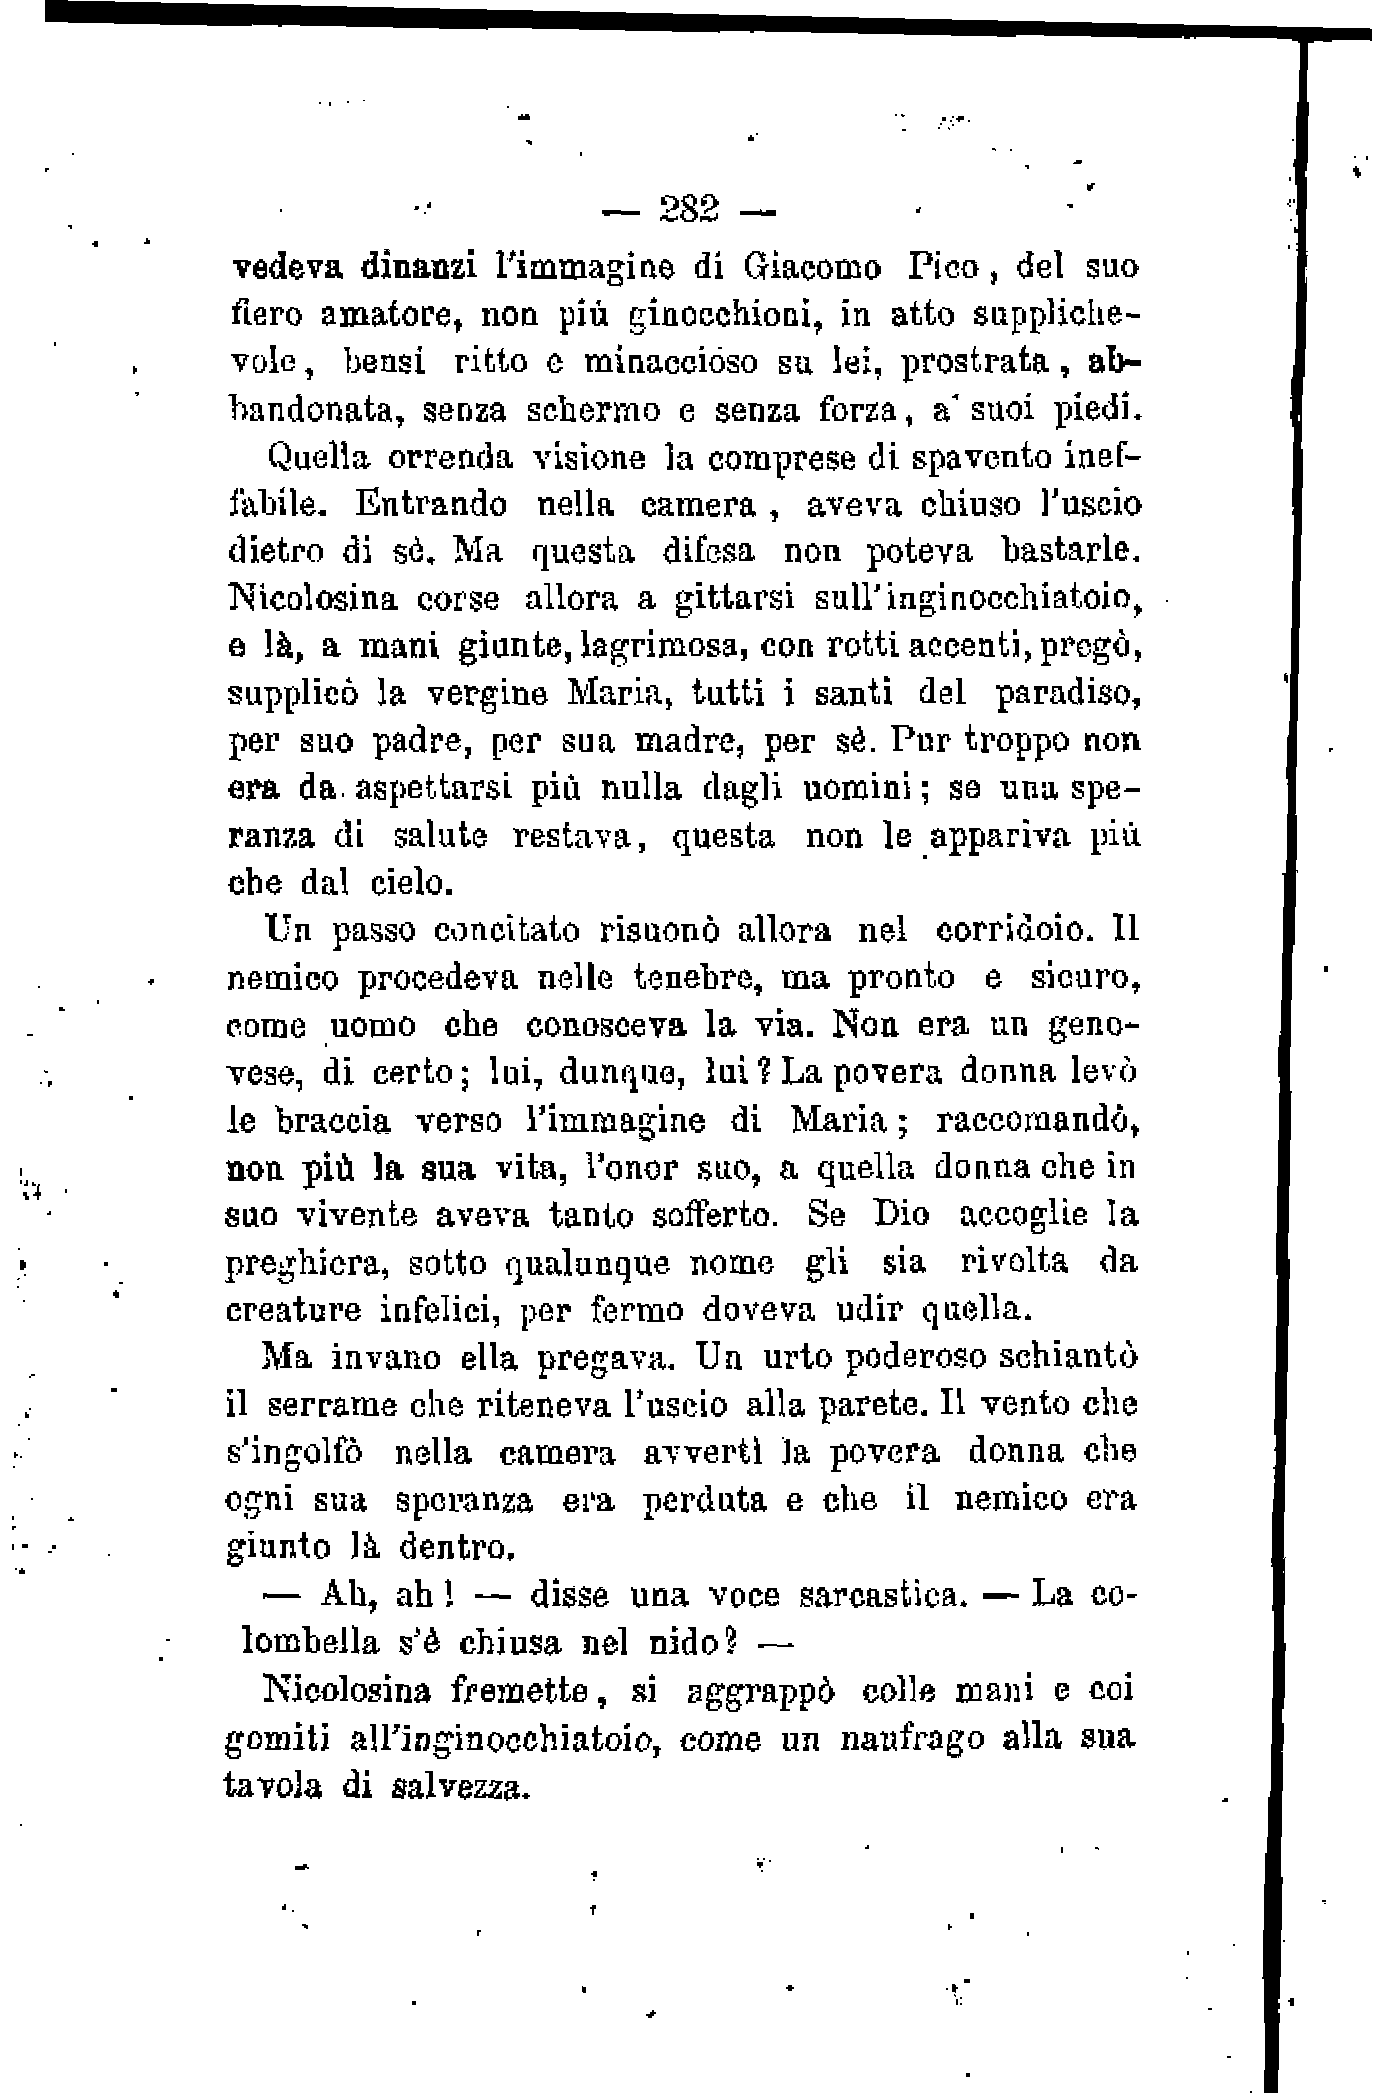 — 282 —
vedeva dinanzi l'immagine di Giacomo Pico, del suo
fiero amatore, non più ginocchioni, in atto suppliche-
vole, bensì ritto e minaccioso su lei, prostrata, ab-
bandonata, senza schermo e senza forza, a' suoi piedi.
Quella orrenda visione la comprese di spavento inef-
fabile. Entrando nella camera, aveva chiuso l'uscio
dietro di sè. Ma questa difesa non poteva bastarle.
Nicolosina corse allora a gittarsi sull'inginocchiatoio,
e là, a mani giunte, lagrimosa, con rotti accenti, pregò,
supplicò la vergine Maria, tutti i santi del paradiso,
per suo padre, per sua madre, per sè. Pur troppo non
era da aspettarsi più nulla dagli uomini; se una spe-
ranza di salute restava, questa non le appariva più
che dal cielo.
Un passo concitato risuonò allora nel corridoio. Il
nemico procedeva nelle tenebre, ma pronto e sicuro,
come uomo che conosceva la via. Non era un geno-
vese, di certo; lui, dunque, lui? La povera donna levò
le braccia verso l'immagine di Maria; raccomandò,
non più la sua vita, l'onor suo, a quella donna che in
suo vivente aveva tanto sofferto. Se Dio accoglie la
preghiera, sotto qualunque nome gli sia rivolta da
creature infelici, per fermo doveva udir quella.
Ma invano ella pregava. Un urto poderoso schiantò
il serrame che riteneva l'uscio alla parete. Il vento che
s'ingolfò nella camera avvertì la povera donna che
ogni sua speranza era perduta e che il nemico era
giunto là dentro.
— Ah, ah! — disse una voce sarcastica. — La co-
lombella s'è chiusa nel nido? —
Nicolosina fremette, si aggrappò colle mani e coi
gomiti all'inginocchiatoio, come un naufrago alla sua
tavola di salvezza.